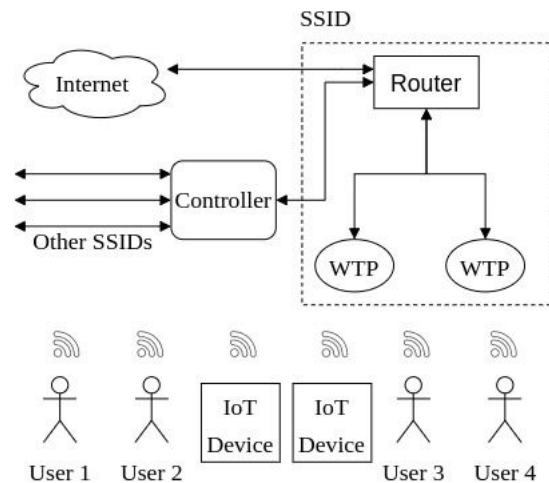 SSID
Internet
Router
Controller
Other SSIDs
WTP
WTP
IoT
Device
IoT
Device
User 1
User 2
User 3
User 4